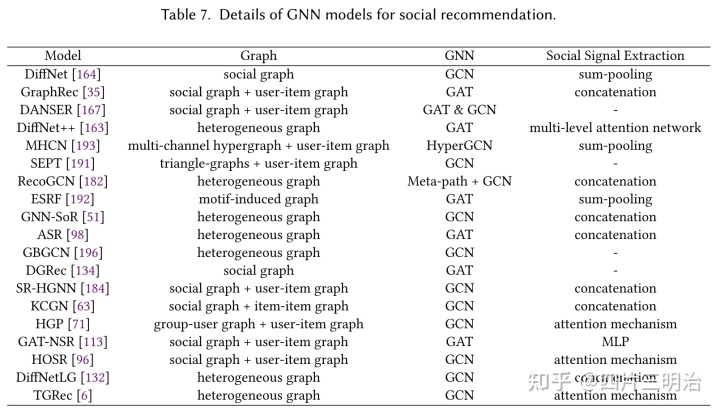 Table 7. Details of GNN models for social recommendation.
Model Graph GNN Social Signal Extraction
DiffNet [164] social graph GCN sum-pooling
GraphRec [35] social graph + user-item graph GAT concatenation
DANSER [167] social graph + user-item graph GAT & GCN -
DiffNet++ [163] heterogeneous graph GAT multi-level attention network
MHCN [193] multi-channel hypergraph + user-item graph HyperGCN sum-pooling
SEPT [191] triangle-graphs + user-item graph GCN -
RecoGCN [182] heterogeneous graph Meta-path + GCN concatenation
ESRF [192] motif-induced graph GAT sum-pooling
GNN-SoR [51] heterogeneous graph GCN concatenation
ASR [98] heterogeneous graph GAT concatenation
GBGCN [196] heterogeneous graph GCN -
DGRec [134] social graph GAT -
SR-HGNN [184] social graph + user-item graph GCN concatenation
KCGN [63] social graph + item-item graph GCN concatenation
HGP [71] group-user graph + user-item graph GCN attention mechanism
GAT-NSR [113] social graph + user-item graph GAT MLP
HOSR [96] social graph + user-item graph GCN attention mechanism
DiffNetLG [132] heterogeneous graph GCN concatenation
TGRec [6] heterogeneous graph GCN attention mechanism
知乎 @四片三明治